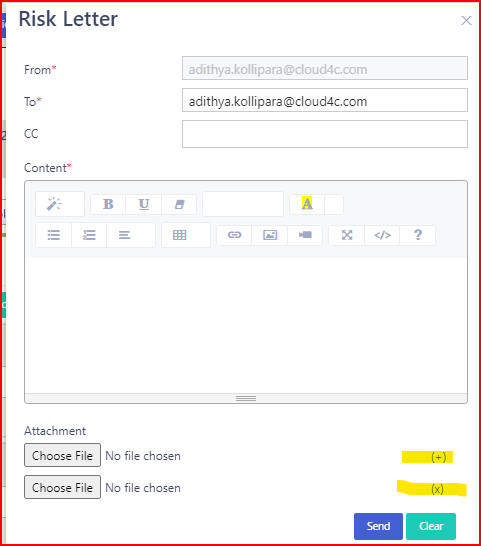 Risk Letter ×
From* adithya.kollipara@cloud4c.com
To* adithya.kollipara@cloud4c.com
CC
Content*
B U A
</> ?
Attachment
Choose File No file chosen (+)
Choose File No file chosen (x)
Send Clear